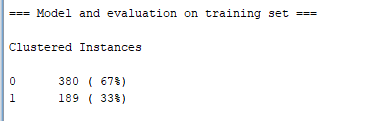 === Model and evaluation on training set ===
Clustered Instances
0 380 ( 67%)
1 189 ( 33%)